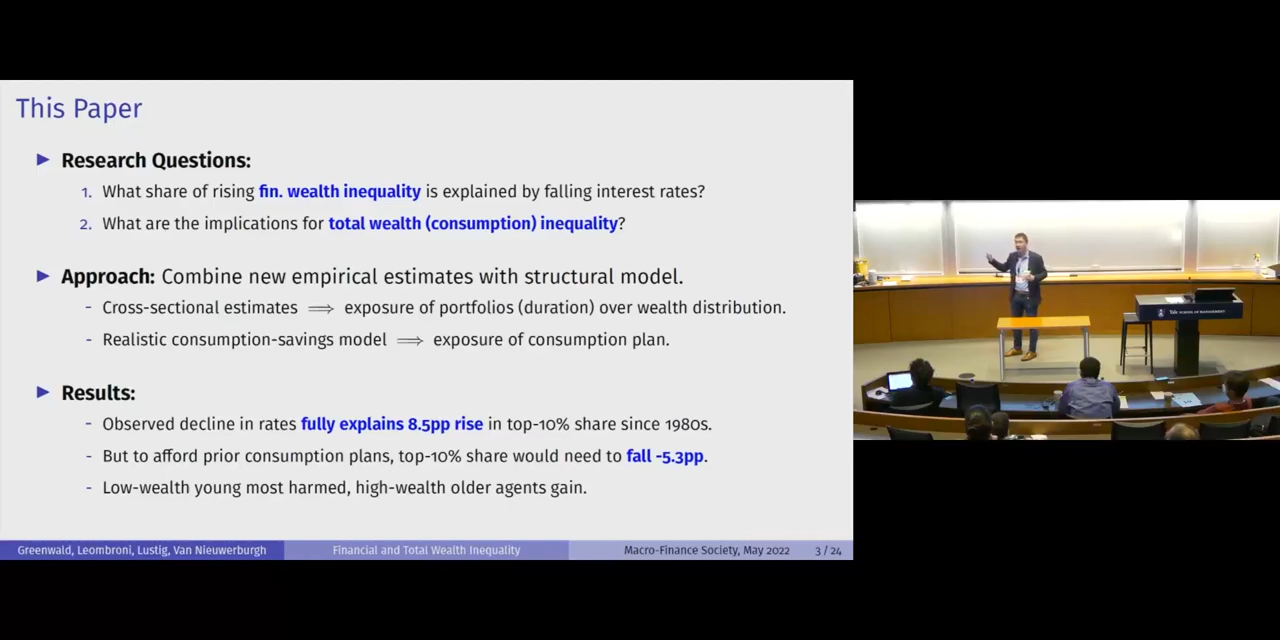 This Paper
▶ Research Questions:
1. What share of rising fin. wealth inequality is explained by falling interest rates?
2. What are the implications for total wealth (consumption) inequality?
▶ Approach: Combine new empirical estimates with structural model.
- Cross-sectional estimates ⟹ exposure of portfolios (duration) over wealth distribution.
- Realistic consumption-savings model ⟹ exposure of consumption plan.
▶ Results:
- Observed decline in rates fully explains 8.5pp rise in top-10% share since 1980s.
- But to afford prior consumption plans, top-10% share would need to fall -5.3pp.
- Low-wealth young most harmed, high-wealth older agents gain.
Greenwald, Leombroni, Lustig, Van Nieuwerburgh
Financial and Total Wealth Inequality
Macro-Finance Society, May 2022
3 / 24
Yale SCHOOL OF MANAGEMENT